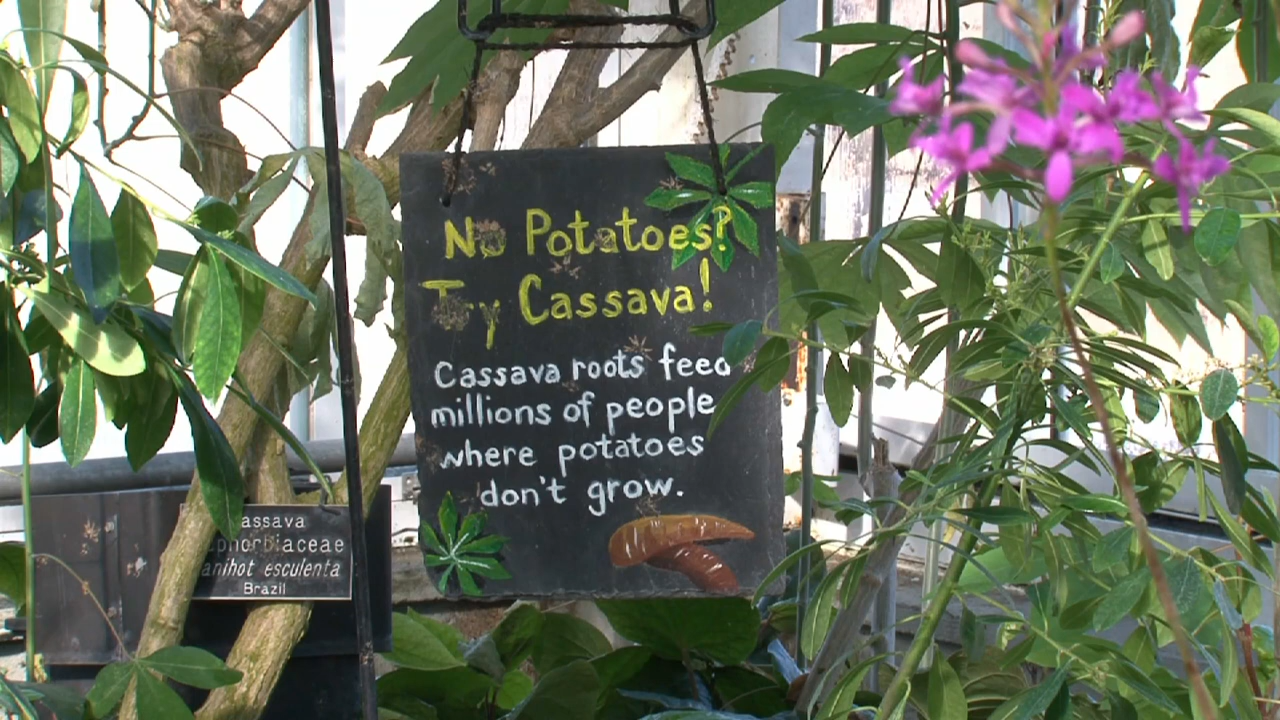 No Potatoes?
Try Cassava!
Cassava roots feed
millions of people
where potatoes
don't grow.
assava
phorbiaceae
anihot esculenta
Brazil